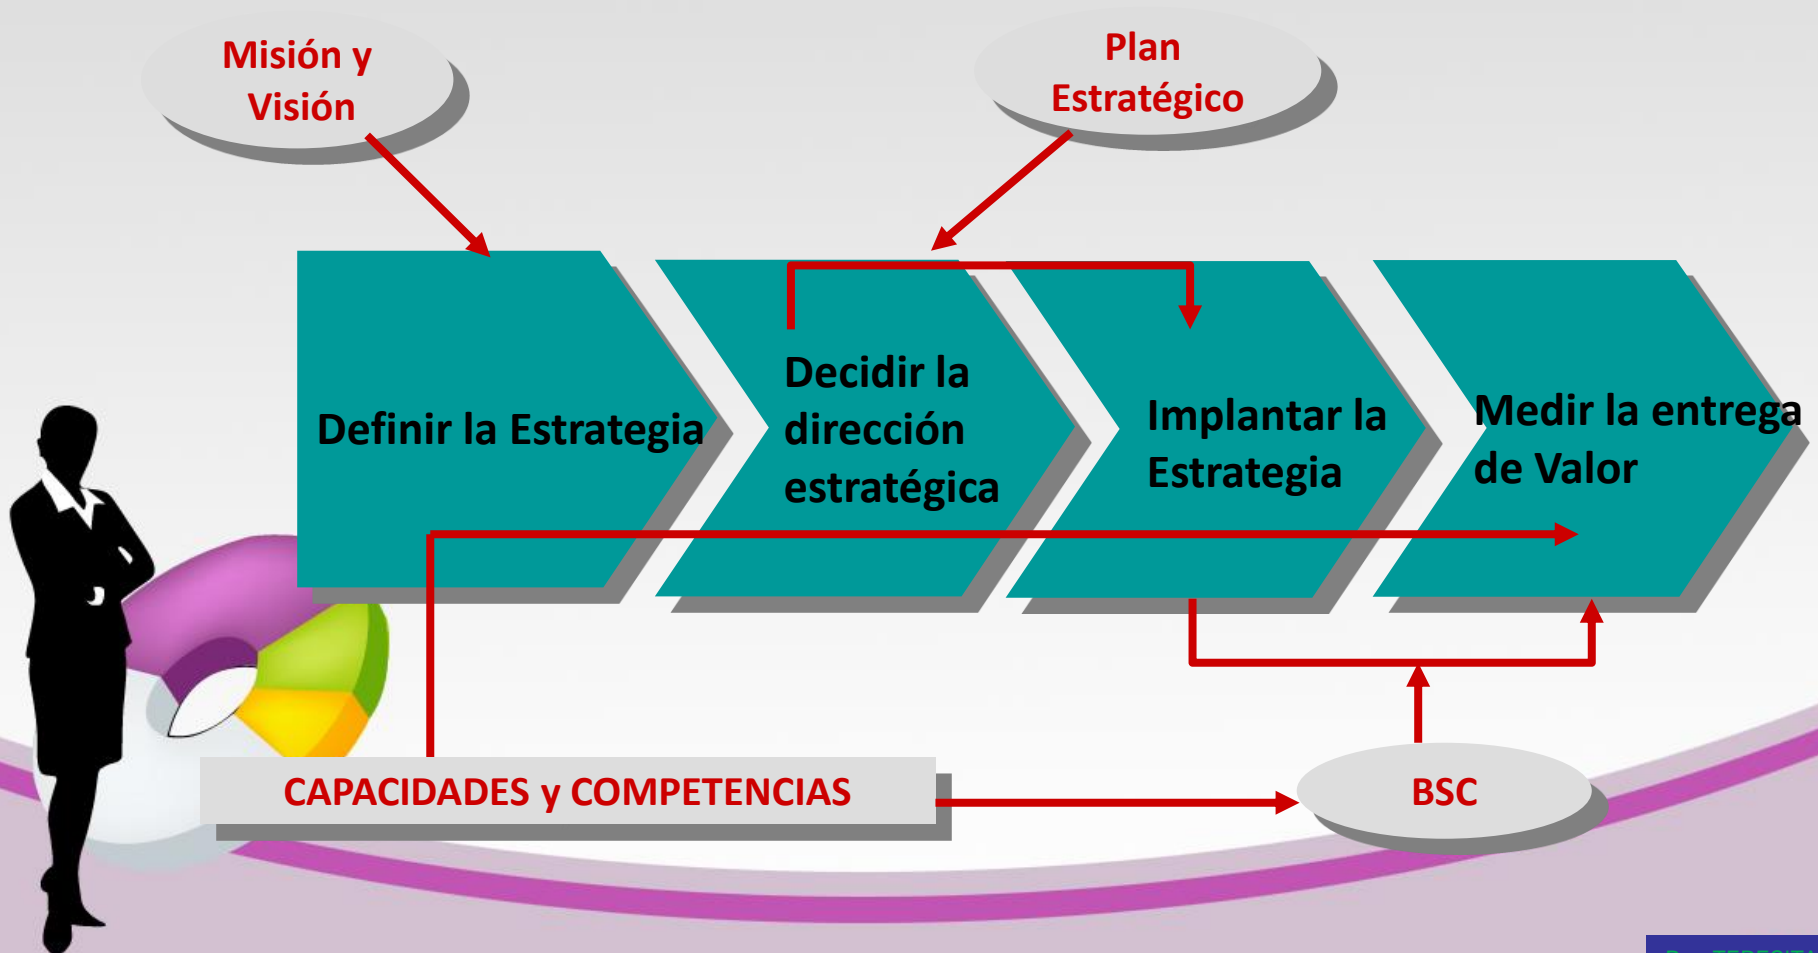 Misión y
Visión
Plan
Estratégico
Definir la Estrategia
Decidir la
dirección
estratégica
Implantar la
Estrategia
Medir la entrega
de Valor
CAPACIDADES y COMPETENCIAS
BSC